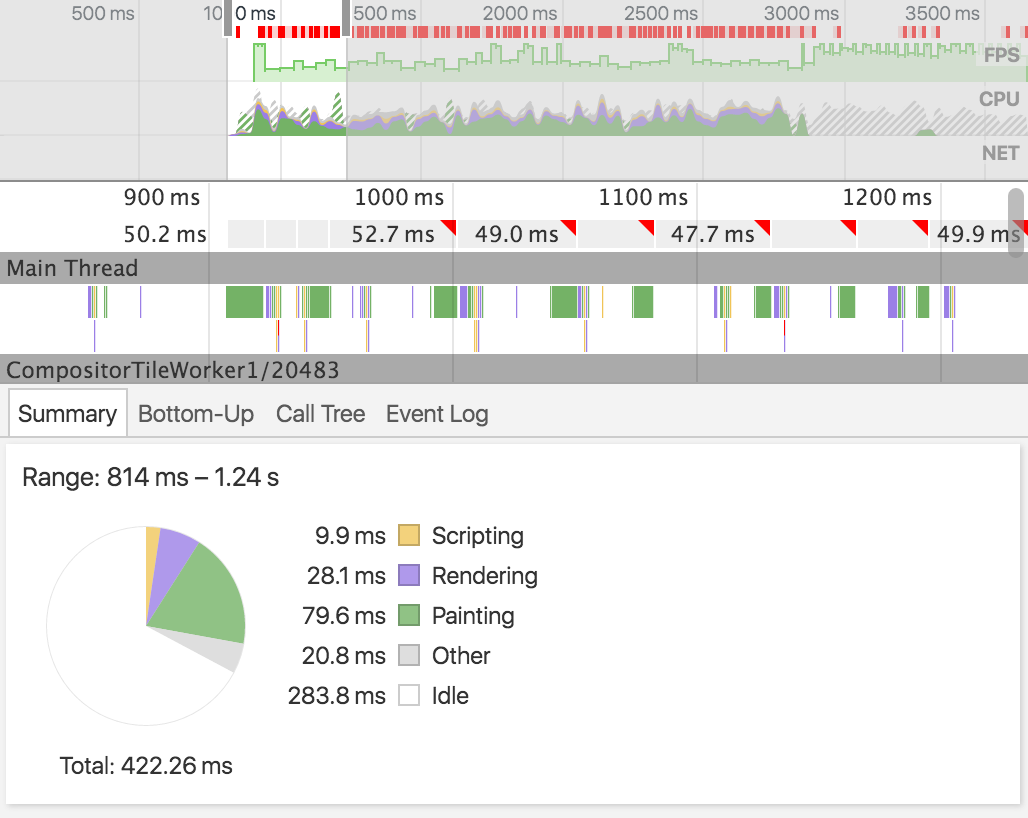 500 ms 10 0 ms 500 ms 2000 ms 2500 ms 3000 ms 3500 ms
FPS
CPU
NET
900 ms 1000 ms 1100 ms 1200 ms
50.2 ms 52.7 ms 49.0 ms 47.7 ms 49.9 ms
Main Thread
CompositorTileWorker1/20483
Summary Bottom-Up Call Tree Event Log
Range: 814 ms – 1.24 s
9.9 ms Scripting
28.1 ms Rendering
79.6 ms Painting
20.8 ms Other
283.8 ms Idle
Total: 422.26 ms